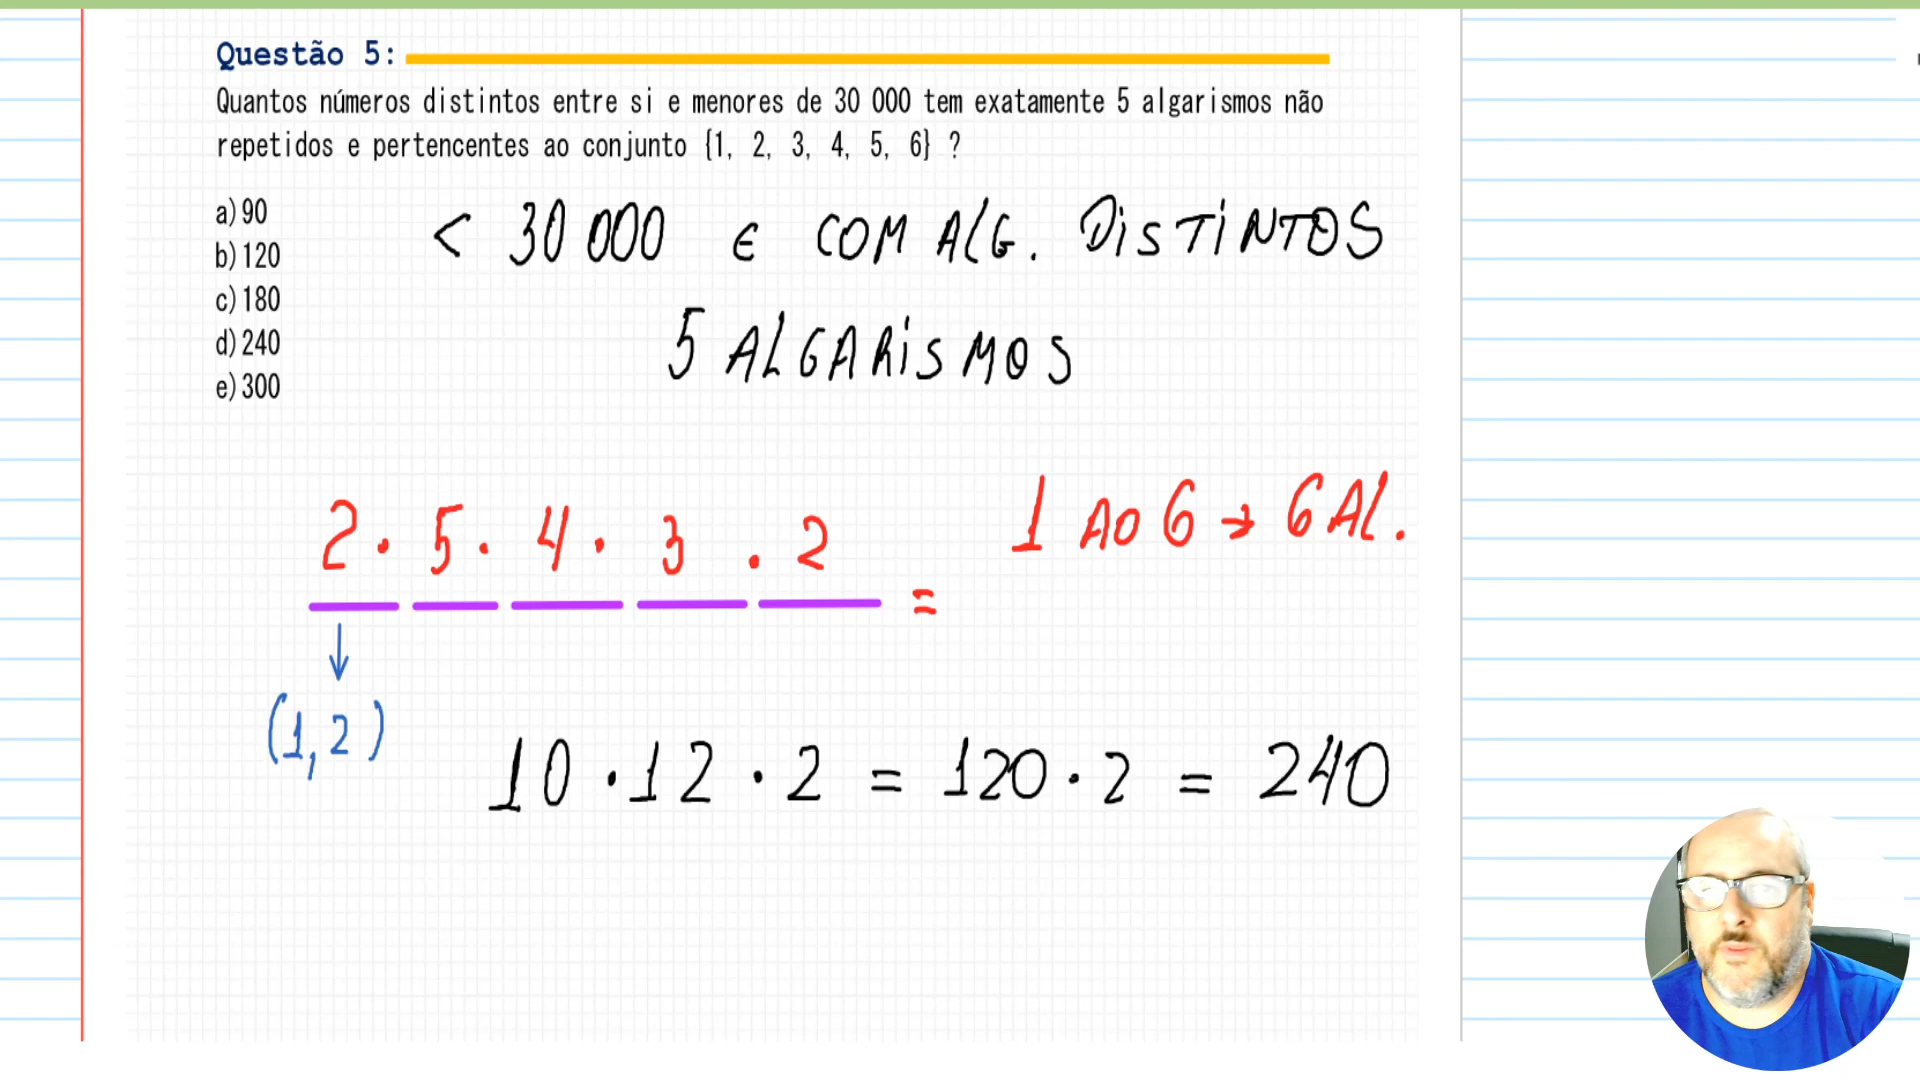 Questão 5:
Quantos números distintos entre si e menores de 30 000 tem exatamente 5 algarismos não
repetidos e pertencentes ao conjunto {1, 2, 3, 4, 5, 6} ?
a)90
b)120
c)180
d)240
e)300
< 30 000 E COM ALG. DISTINTOS
5 ALGARISMOS
2 . 5 . 4 . 3 . 2 =
1 AO 6 → 6 AL.
(1,2)
10 . 12 . 2 = 120 . 2 = 240